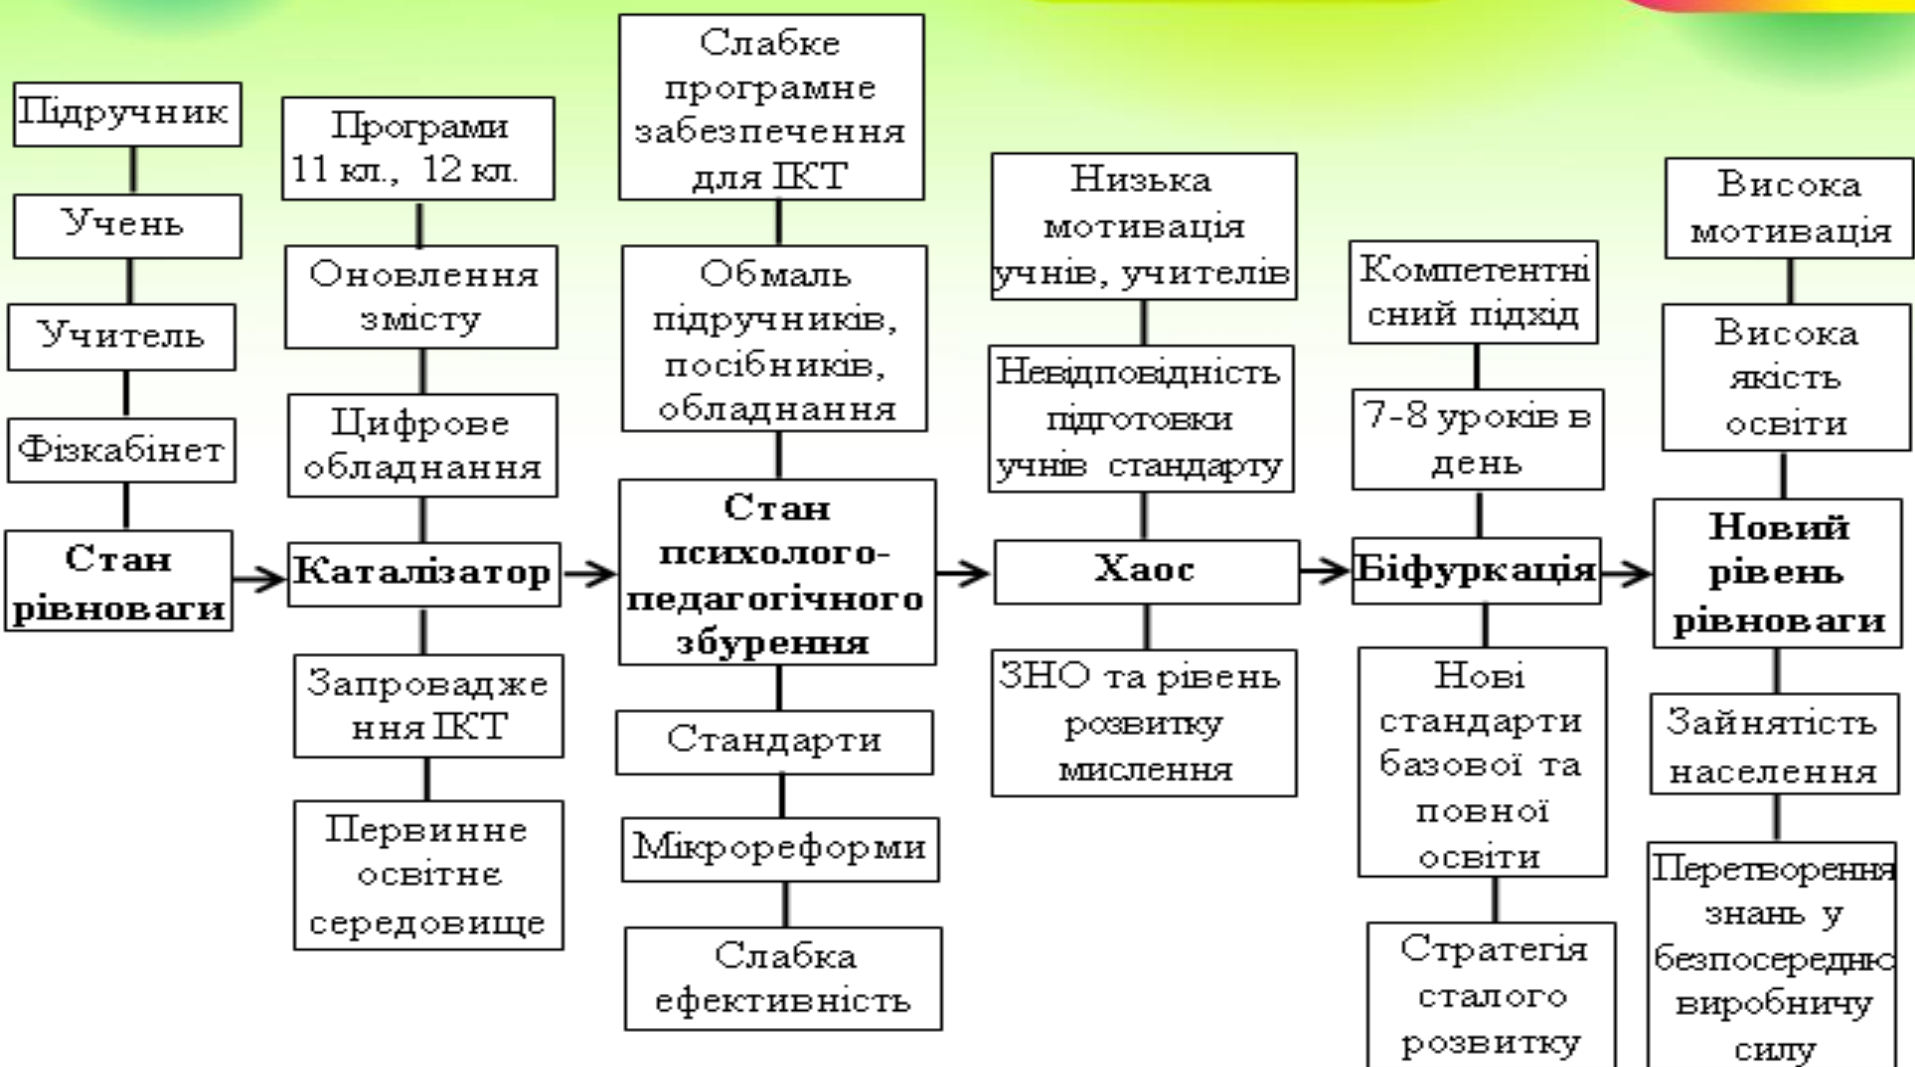 Підручник
Учень
Учитель
Фізкабінет
Стан
рівноваги
Програми
11 кл., 12 кл.
Оновлення
змісту
Цифрове
обладнання
Каталізатор
Запровадже
ння ІКТ
Первинне
освітнє
середовище
Слабке
програмне
забезпечення
для ІКТ
Обмаль
підручників,
посібників,
обладнання
Стан
психолого-
педагогічного
збурення
Стандарти
Мікрореформи
Слабка
ефективність
Низька
мотивація
учнів, учителів
Невідповідність
підготовки
учнів стандарту
Хаос
ЗНО та рівень
розвитку
мислення
Компетентні
сний підхід
7-8 уроків в
день
Біфуркація
Нові
стандарти
базової та
повної
освіти
Стратегія
сталого
розвитку
Висока
мотивація
Висока
якість
освіти
Новий
рівень
рівноваги
Зайнятість
населення
Перетворення
знань у
безпосередню
виробничу
силу